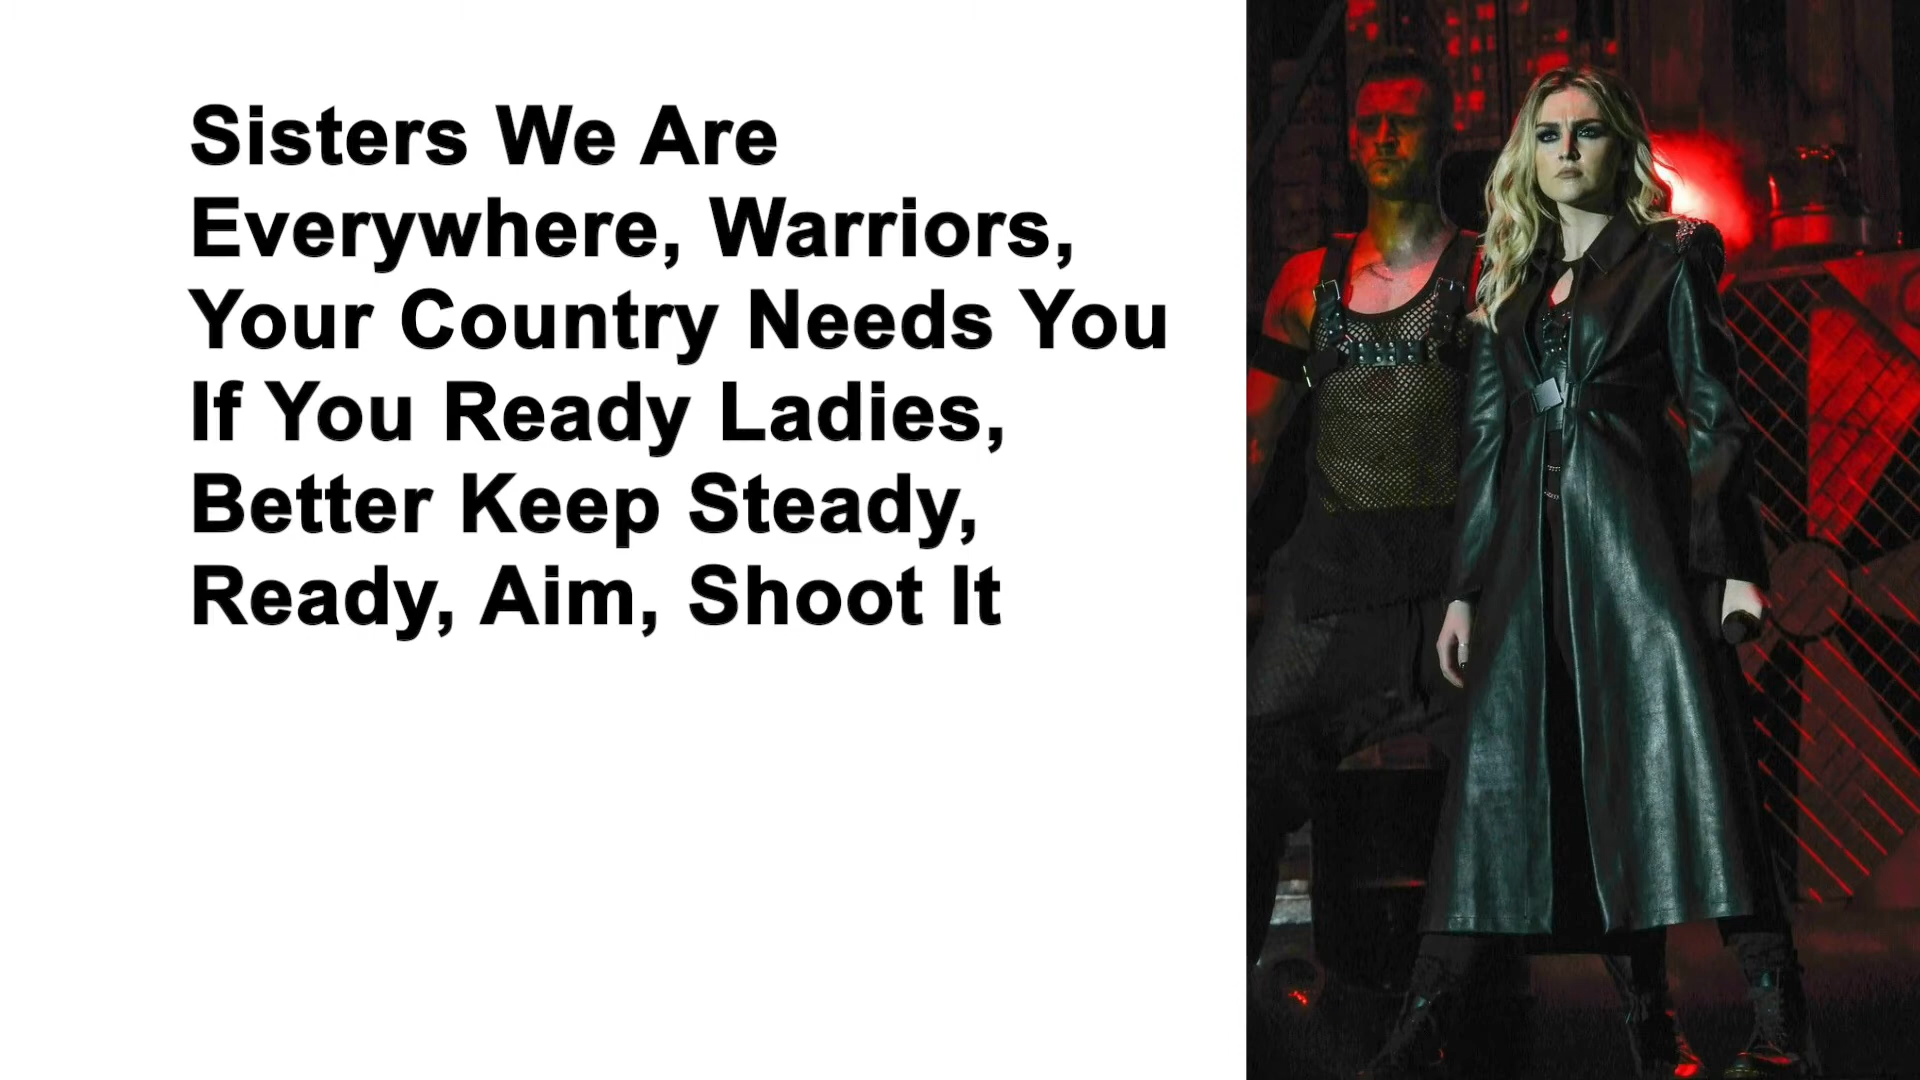 Sisters We Are
Everywhere, Warriors,
Your Country Needs You
If You Ready Ladies,
Better Keep Steady,
Ready, Aim, Shoot It